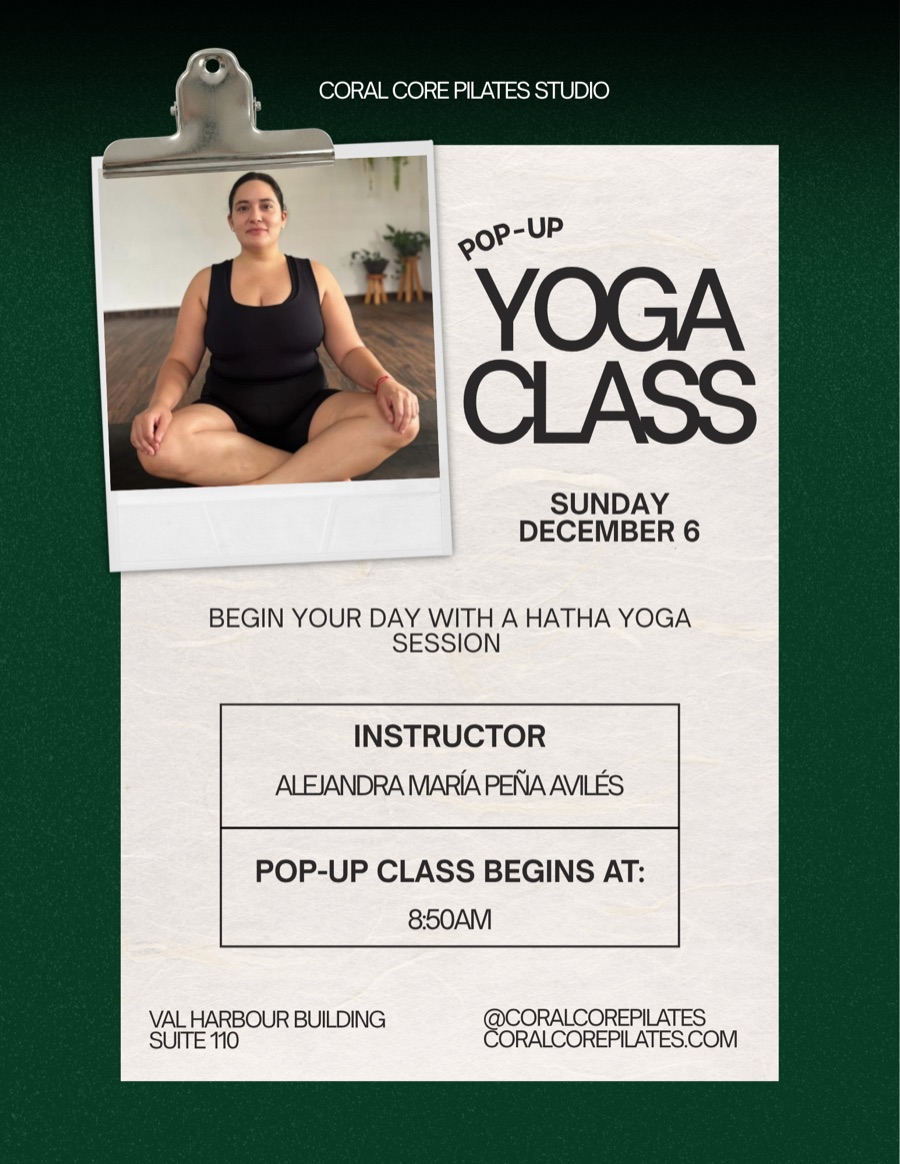 CORAL CORE PILATES STUDIO
POP-UP
YOGA
CLASS
SUNDAY
DECEMBER 6
BEGIN YOUR DAY WITH A HATHA YOGA
SESSION
INSTRUCTOR
ALEJANDRA MARÍA PEÑA AVILÉS
POP-UP CLASS BEGINS AT:
8:50AM
VAL HARBOUR BUILDING
SUITE 110
@CORALCOREPILATES
CORALCOREPILATES.COM